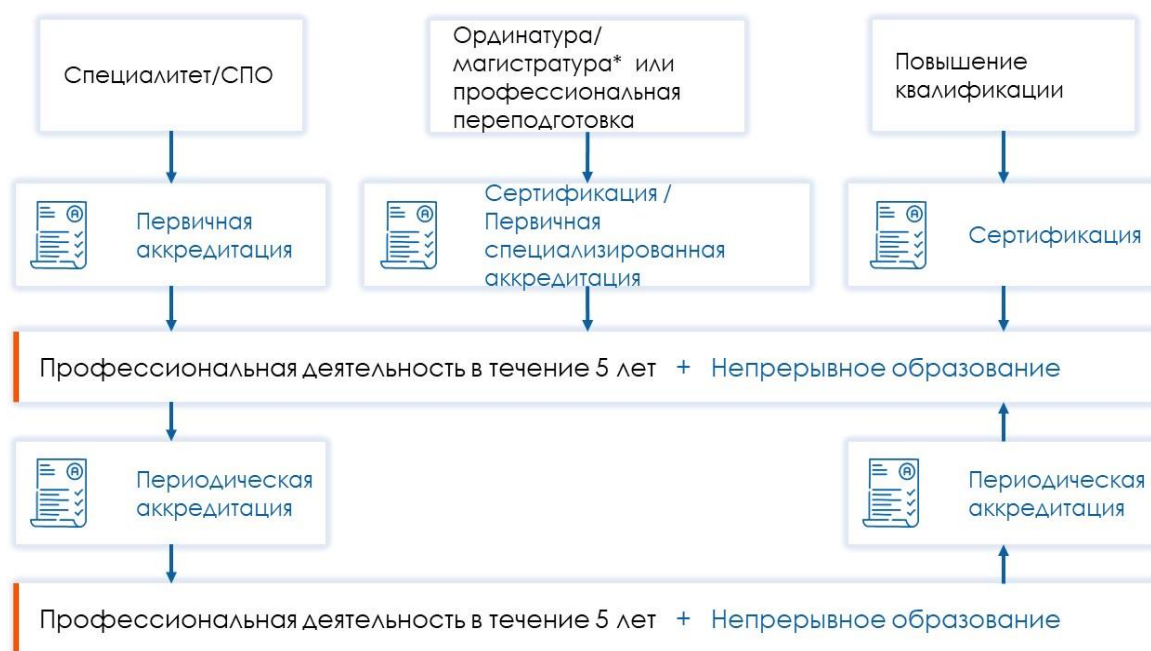 Специалитет/СПО
Ординатура/
магистратура* или
профессиональная
переподготовка
Повышение
квалификации
Первичная
аккредитация
Сертификация /
Первичная
специализированная
аккредитация
Сертификация
Профессиональная деятельность в течение 5 лет + Непрерывное образование
Периодическая
аккредитация
Периодическая
аккредитация
Профессиональная деятельность в течение 5 лет + Непрерывное образование